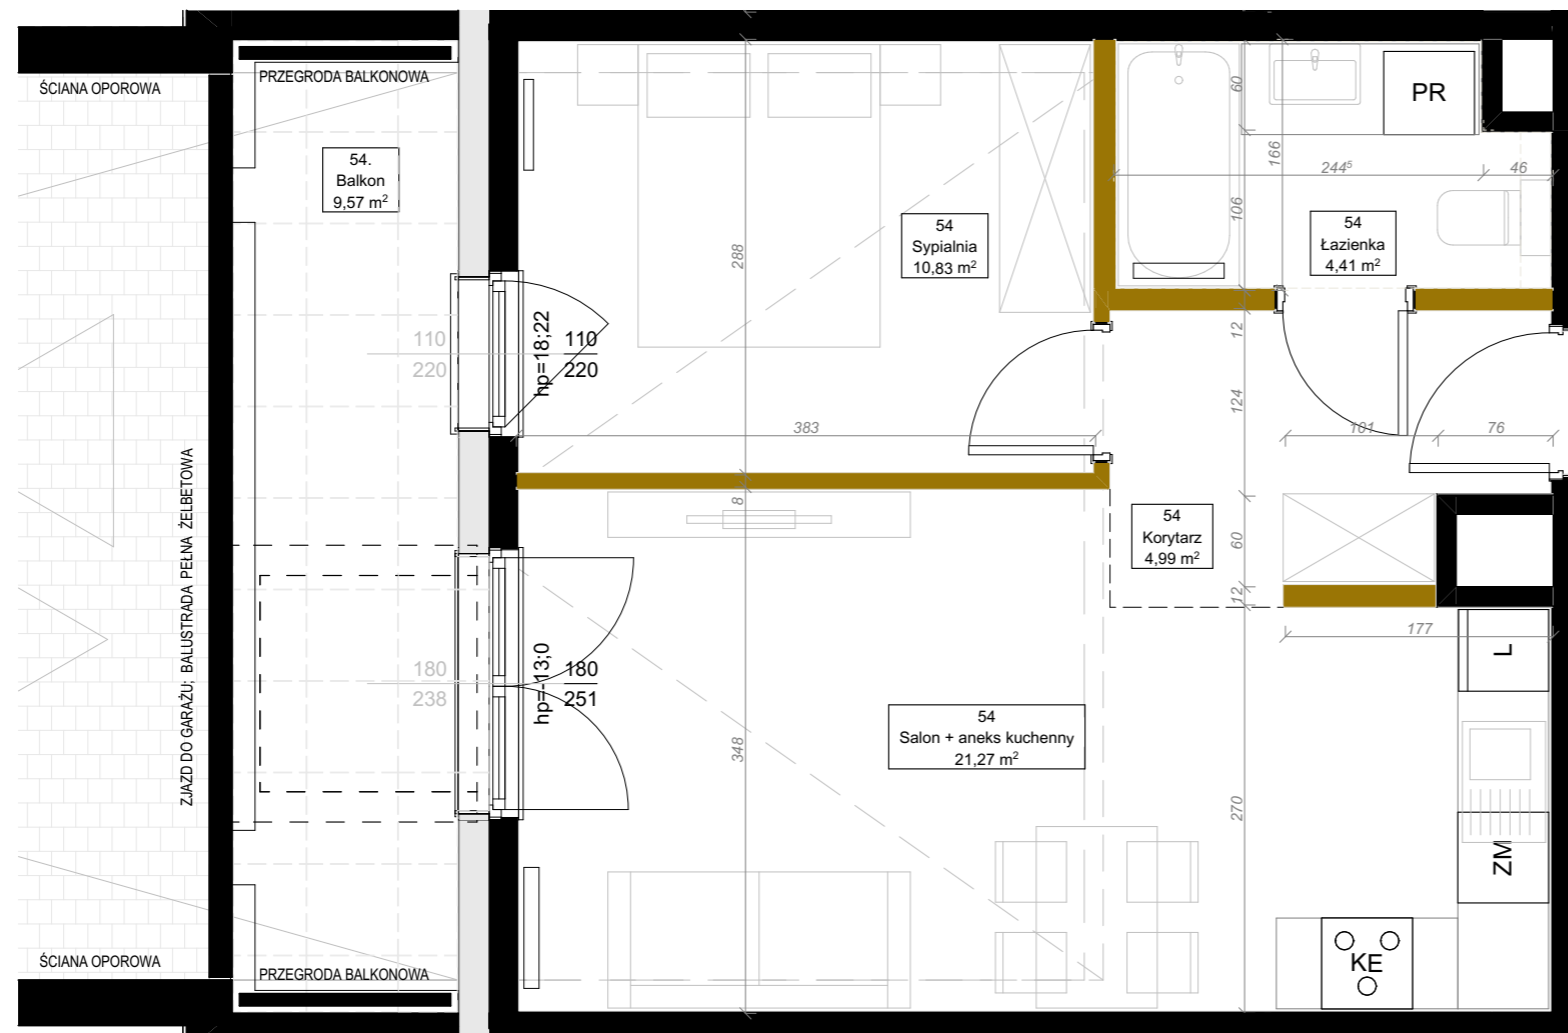 ŚCIANA OPOROWA
PRZEGRODA BALKONOWA
54.
Balkon
9,57 m²
54
Sypialnia
10,83 m²
288
383
110
220
hp=18;22
110
220
PR
60
166
244⁵
46
106
54
Łazienka
4,41 m²
12
124
101
76
8
54
Korytarz
4,99 m²
60
12
177
ZJAZD DO GARAŻU; BALUSTRADA PEŁNA ŻELBETOWA
180
238
hp=-13;0
180
251
348
54
Salon + aneks kuchenny
21,27 m²
270
L
ZM
KE
ŚCIANA OPOROWA
PRZEGRODA BALKONOWA